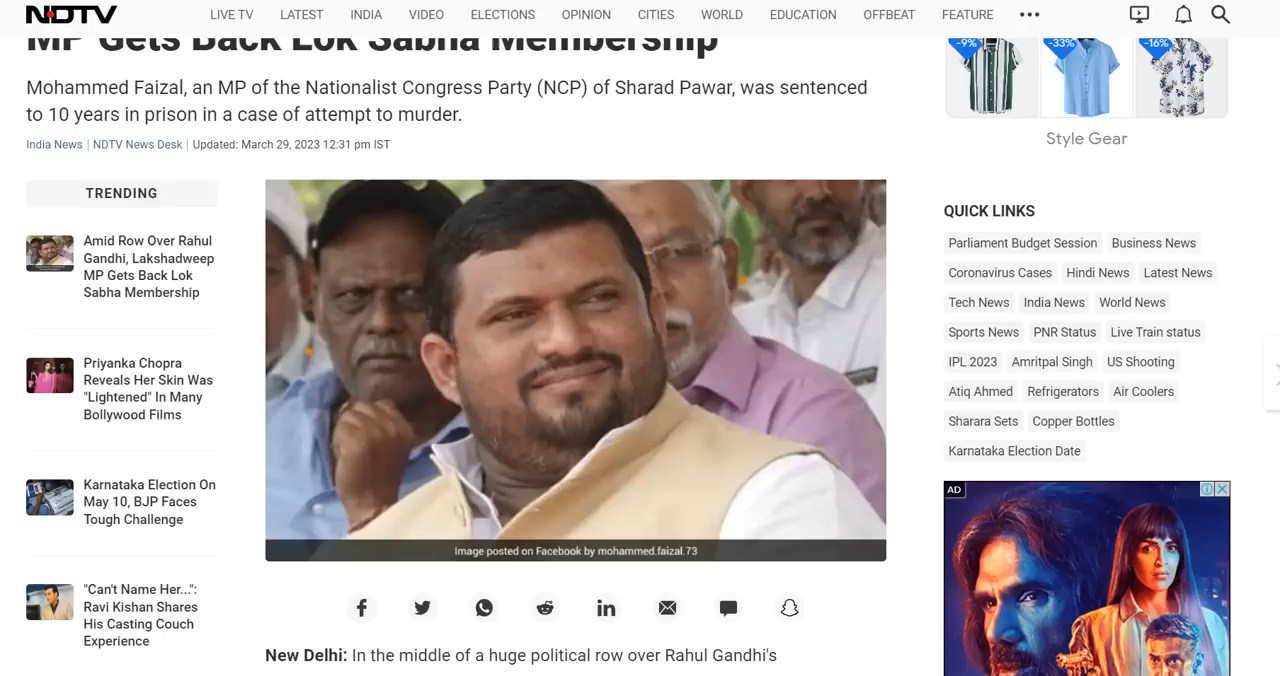 NDTV
LIVE TV
LATEST
INDIA
VIDEO
ELECTIONS
OPINION
CITIES
WORLD
EDUCATION
OFFBEAT
FEATURE
MP Gets Back Lok Sabha Membership
Mohammed Faizal, an MP of the Nationalist Congress Party (NCP) of Sharad Pawar, was sentenced
to 10 years in prison in a case of attempt to murder.
India News | NDTV News Desk | Updated: March 29, 2023 12:31 pm IST
TRENDING
Amid Row Over Rahul
Gandhi, Lakshadweep
MP Gets Back Lok
Sabha Membership
Priyanka Chopra
Reveals Her Skin Was
"Lightened" In Many
Bollywood Films
Karnataka Election On
May 10, BJP Faces
Tough Challenge
"Can't Name Her...":
Ravi Kishan Shares
His Casting Couch
Experience
Image posted on Facebook by mohammed.faizal.73
New Delhi: In the middle of a huge political row over Rahul Gandhi's
-9%
-33%
-16%
Style Gear
QUICK LINKS
Parliament Budget Session
Business News
Coronavirus Cases
Hindi News
Latest News
Tech News
India News
World News
Sports News
PNR Status
Live Train status
IPL 2023
Amritpal Singh
US Shooting
Atiq Ahmed
Refrigerators
Air Coolers
Sharara Sets
Copper Bottles
Karnataka Election Date
AD